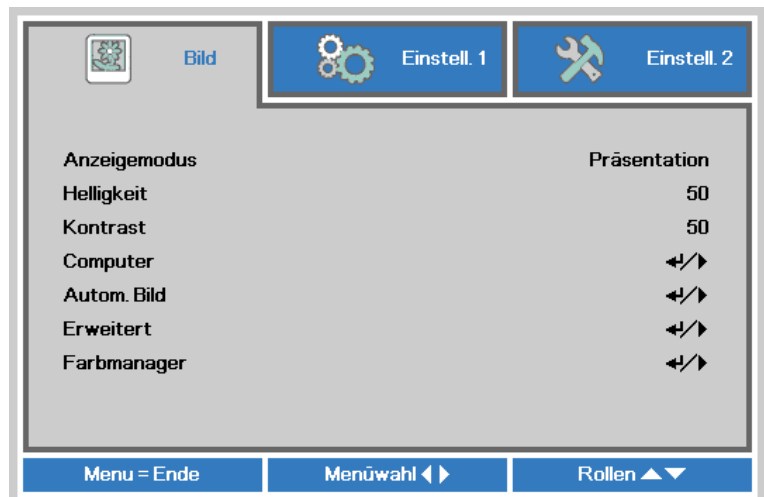 Bild Einstell. 1 Einstell. 2
Anzeigemodus Präsentation
Helligkeit 50
Kontrast 50
Computer ↵/▶
Autom. Bild ↵/▶
Erweitert ↵/▶
Farbmanager ↵/▶
Menu = Ende Menüwahl ◀▶ Rollen ▲▼